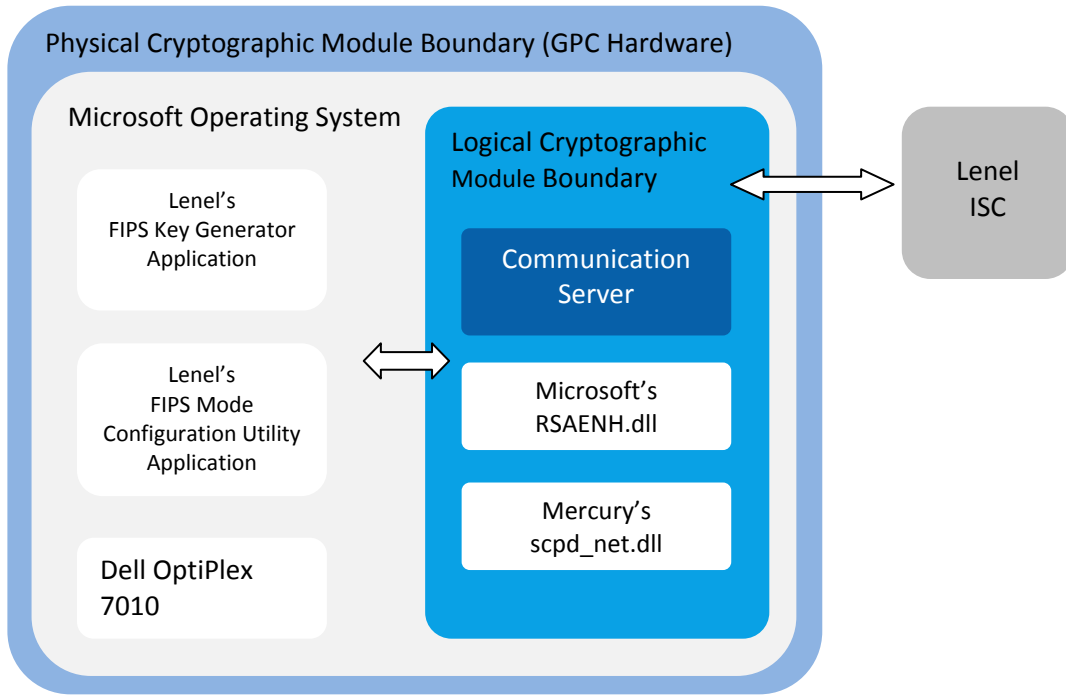 Physical Cryptographic Module Boundary (GPC Hardware)
Microsoft Operating System
Lenel’s
FIPS Key Generator
Application
Lenel’s
FIPS Mode
Configuration Utility
Application
Dell OptiPlex
7010
Logical Cryptographic
Module Boundary
Communication
Server
Microsoft’s
RSAENH.dll
Mercury’s
scpd_net.dll
Lenel
ISC